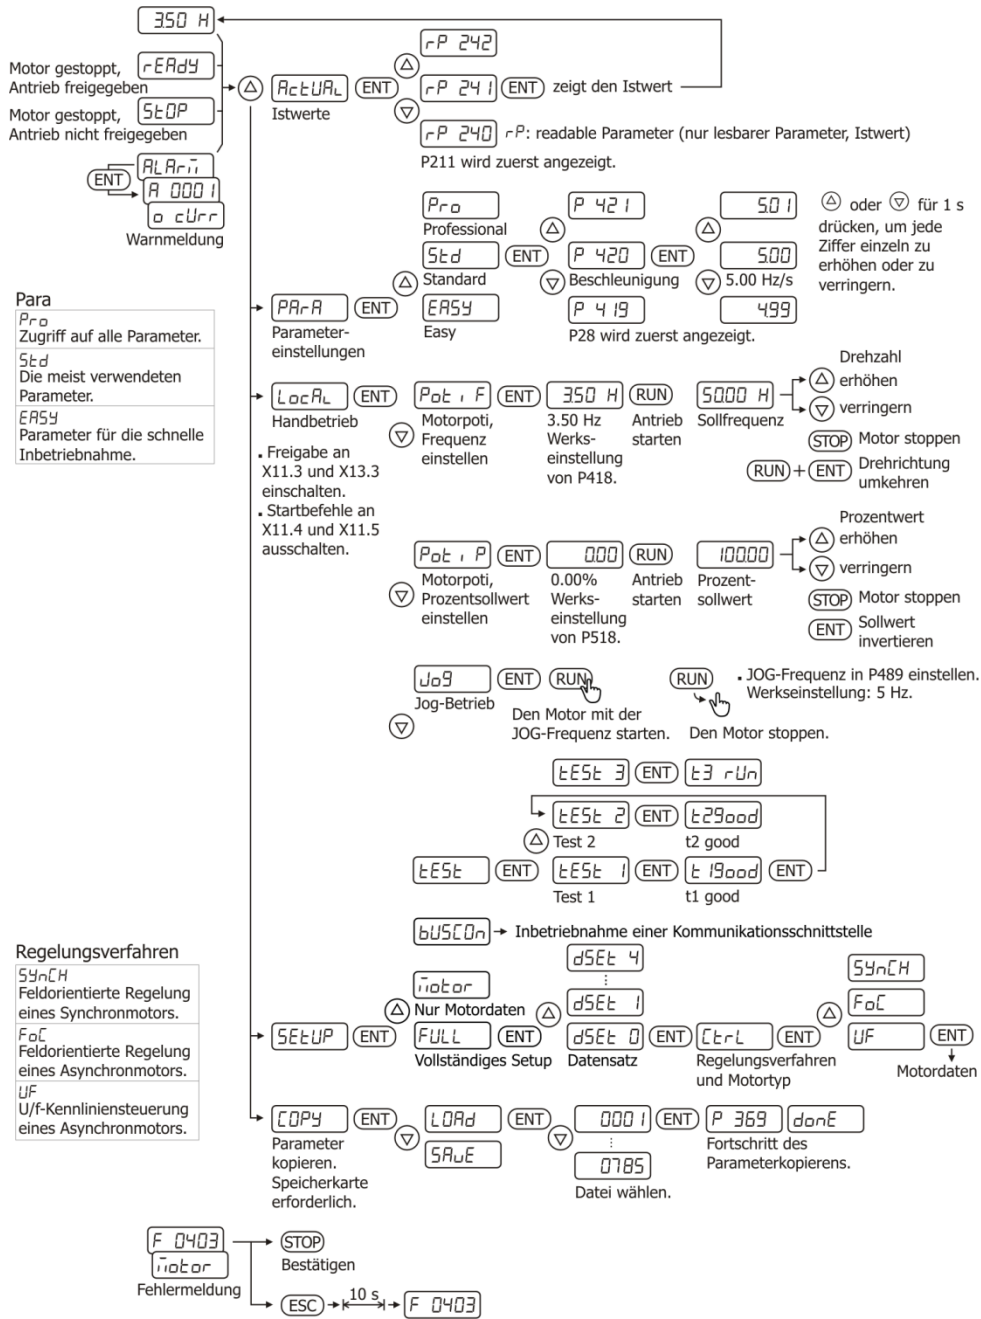 3.50 H
Motor gestoppt,
Antrieb freigegeben
rEAdY
Motor gestoppt,
Antrieb nicht freigegeben
StOP
ENT
ALArm
A 0001
o cUrr
Warnmeldung
ActUAL
Istwerte
ENT
rP 242
rP 241
ENT
zeigt den Istwert
rP 240
rP: readable Parameter (nur lesbarer Parameter, Istwert)
P211 wird zuerst angezeigt.
Para
Pro
Zugriff auf alle Parameter.
Std
Die meist verwendeten
Parameter.
EASY
Parameter für die schnelle
Inbetriebnahme.
PArA
Parameter-
einstellungen
ENT
Pro
Professional
Std
Standard
EASY
Easy
ENT
P 421
P 420
Beschleunigung
P 419
P28 wird zuerst angezeigt.
ENT
5.01
5.00
5.00 Hz/s
4.99
oder für 1 s
drücken, um jede
Ziffer einzeln zu
erhöhen oder zu
verringern.
LocAL
Handbetrieb
ENT
. Freigabe an
X11.3 und X13.3
einschalten.
. Startbefehle an
X11.4 und X11.5
ausschalten.
Poti F
Motorpoti,
Frequenz
einstellen
ENT
3.50 H
3.50 Hz
Werks-
einstellung
von P418.
RUN
Antrieb
starten
50.00 H
Sollfrequenz
Drehzahl
erhöhen
verringern
STOP Motor stoppen
RUN + ENT Drehrichtung
umkehren
Poti P
Motorpoti,
Prozentsollwert
einstellen
ENT
0.00
0.00%
Werks-
einstellung
von P518.
RUN
Antrieb
starten
100.00
Prozent-
sollwert
Prozentwert
erhöhen
verringern
STOP Motor stoppen
ENT Sollwert
invertieren
JoG
Jog-Betrieb
ENT
RUN
Den Motor mit der
JOG-Frequenz starten.
RUN
Den Motor stoppen.
. JOG-Frequenz in P489 einstellen.
Werkseinstellung: 5 Hz.
tESt 3
ENT
t3 rUn
tESt 2
Test 2
ENT
t2good
t2 good
tESt
ENT
tESt 1
Test 1
ENT
t1good
t1 good
ENT
bUSCOn
Inbetriebnahme einer Kommunikationsschnittstelle
Regelungsverfahren
SYnCH
Feldorientierte Regelung
eines Synchronmotors.
FoC
Feldorientierte Regelung
eines Asynchronmotors.
UF
U/f-Kennliniensteuerung
eines Asynchronmotors.
SEtUP
ENT
motor
Nur Motordaten
FULL
Vollständiges Setup
ENT
dSEt 4
dSEt 1
dSEt 0
Datensatz
ENT
CtrL
Regelungsverfahren
und Motortyp
ENT
SYnCH
FoC
UF
ENT
Motordaten
COPY
Parameter
kopieren.
Speicherkarte
erforderlich.
ENT
LOAd
SAvE
ENT
0001
0785
Datei wählen.
ENT
P 369
donE
Fortschritt des
Parameterkopierens.
F 0403
motor
Fehlermeldung
STOP
Bestätigen
ESC
10 s
F 0403